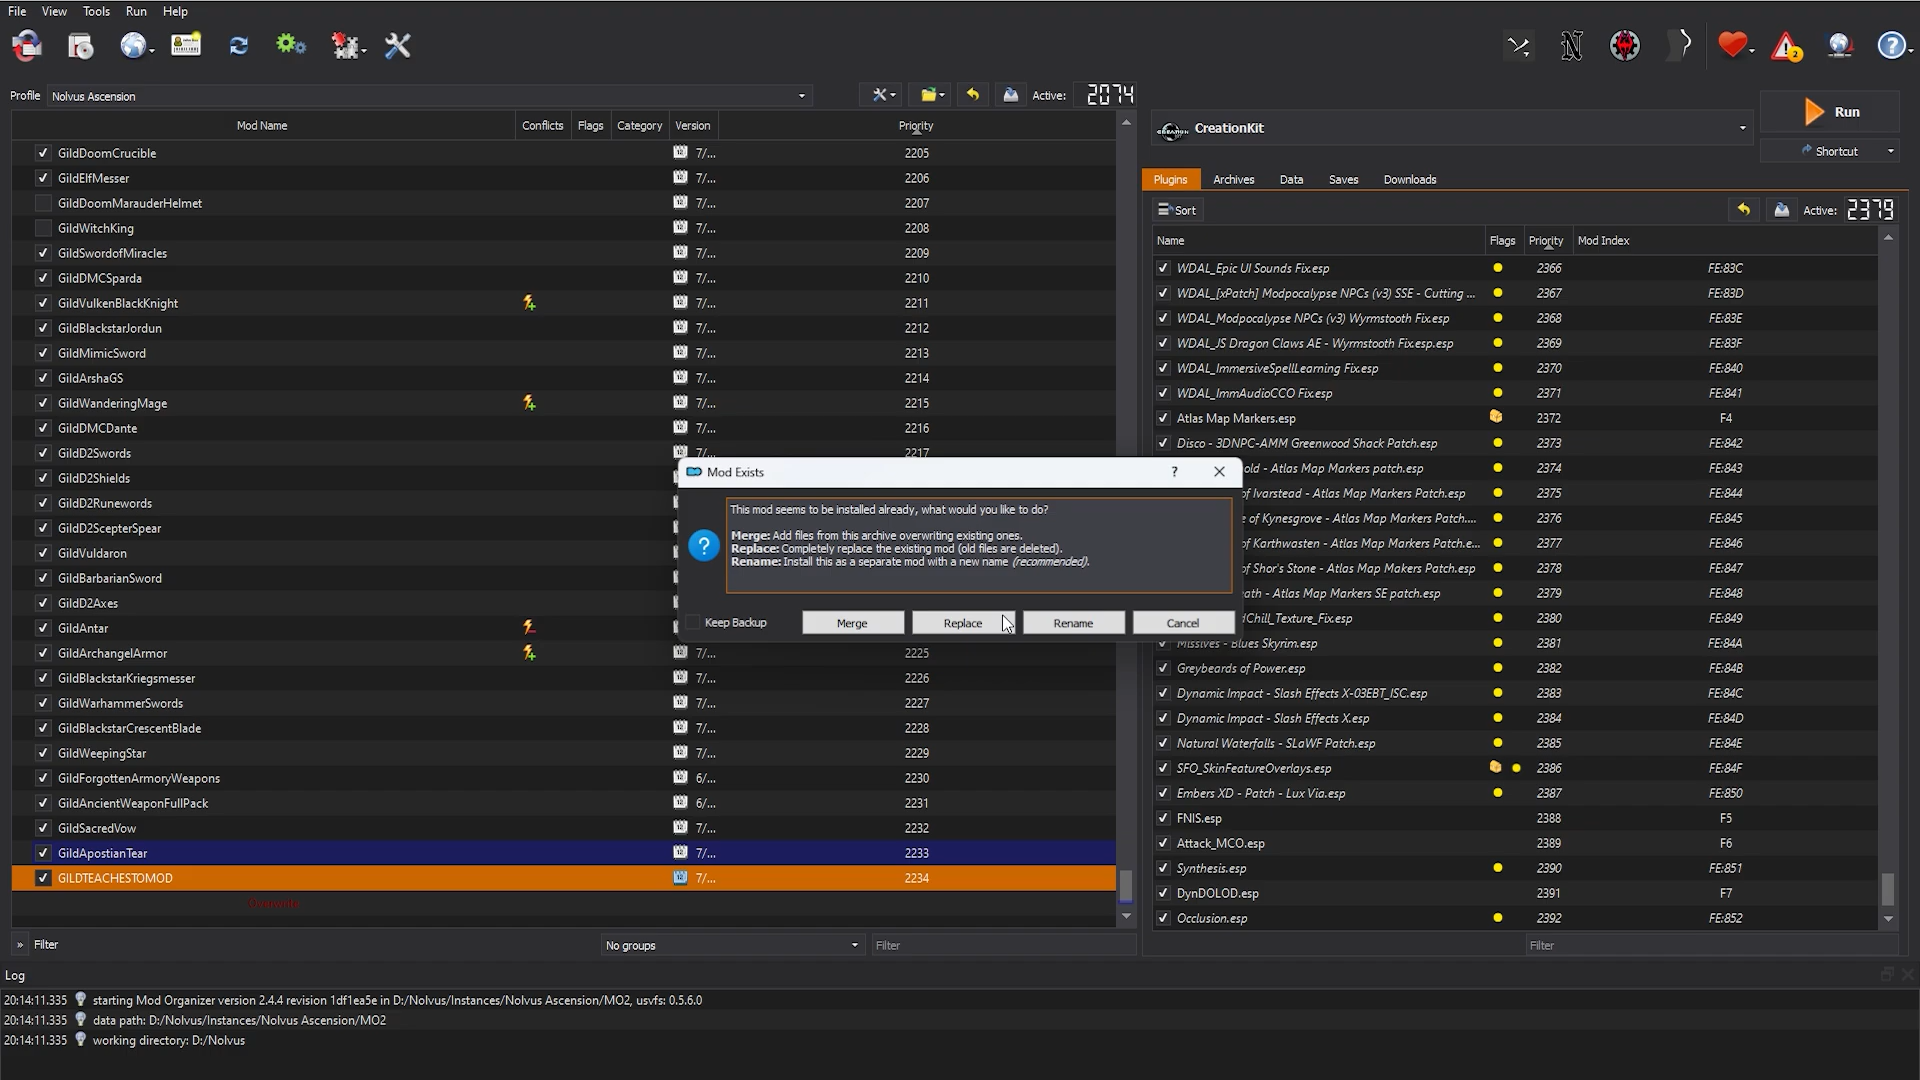 File View Tools Run Help
Profile Nolvus Ascension Active: 2074
Mod Name Conflicts Flags Category Version Priority
GildDoomCrucible 7/... 2205
GildElfMesser 7/... 2206
GildDoomMarauderHelmet 7/... 2207
GildWitchKing 7/... 2208
GildSwordofMiracles 7/... 2209
GildDMCSparda 7/... 2210
GildVulkenBlackKnight 7/... 2211
GildBlackstarJordun 7/... 2212
GildMimicSword 7/... 2213
GildArshaGS 7/... 2214
GildWanderingMage 7/... 2215
GildDMCDante 7/... 2216
GildD2Swords 7/... 2217
GildD2Shields
GildD2Runewords
GildD2ScepterSpear
GildVuldaron
GildBarbarianSword
GildD2Axes
GildAntar
GildArchangelArmor 7/... 2225
GildBlackstarKriegsmesser 7/... 2226
GildWarhammerSwords 7/... 2227
GildBlackstarCrescentBlade 7/... 2228
GildWeepingStar 7/... 2229
GildForgottenArmoryWeapons 6/... 2230
GildAncientWeaponFullPack 6/... 2231
GildSacredVow 7/... 2232
GildApostianTear 7/... 2233
GILDTEACHESTOMOD 7/... 2234
Overwrite
» Filter No groups Filter
CreationKit
Run
Shortcut
Plugins Archives Data Saves Downloads
Sort Active: 2379
Name Flags Priority Mod Index
WDAL_Epic UI Sounds Fix.esp 2366 FE:83C
WDAL_[xPatch] Modpocalypse NPCs (v3) SSE - Cutting ... 2367 FE:83D
WDAL_Modpocalypse NPCs (v3) Wyrmstooth Fix.esp 2368 FE:83E
WDAL_JS Dragon Claws AE - Wyrmstooth Fix.esp.esp 2369 FE:83F
WDAL_ImmersiveSpellLearning Fix.esp 2370 FE:840
WDAL_ImmAudioCCO Fix.esp 2371 FE:841
Atlas Map Markers.esp 2372 F4
Disco - 3DNPC-AMM Greenwood Shack Patch.esp 2373 FE:842
old - Atlas Map Markers patch.esp 2374 FE:843
of Ivarstead - Atlas Map Markers Patch.esp 2375 FE:844
e of Kynesgrove - Atlas Map Markers Patch.... 2376 FE:845
of Karthwasten - Atlas Map Markers Patch.e... 2377 FE:846
of Shor's Stone - Atlas Map Makers Patch.esp 2378 FE:847
ath - Atlas Map Markers SE patch.esp 2379 FE:848
dChill_Texture_Fix.esp 2380 FE:849
Missives - Blues Skyrim.esp 2381 FE:84A
Greybeards of Power.esp 2382 FE:84B
Dynamic Impact - Slash Effects X-03EBT_ISC.esp 2383 FE:84C
Dynamic Impact - Slash Effects X.esp 2384 FE:84D
Natural Waterfalls - SLaWF Patch.esp 2385 FE:84E
SFO_SkinFeatureOverlays.esp 2386 FE:84F
Embers XD - Patch - Lux Via.esp 2387 FE:850
FNIS.esp 2388 F5
Attack_MCO.esp 2389 F6
Synthesis.esp 2390 FE:851
DynDOLOD.esp 2391 F7
Occlusion.esp 2392 FE:852
Filter
Mod Exists
This mod seems to be installed already, what would you like to do?
Merge: Add files from this archive overwriting existing ones.
Replace: Completely replace the existing mod (old files are deleted).
Rename: Install this as a separate mod with a new name (recommended).
Keep Backup Merge Replace Rename Cancel
Log
20:14:11.335 starting Mod Organizer version 2.4.4 revision 1df1ea5e in D:/Nolvus/Instances/Nolvus Ascension/MO2, usvfs: 0.5.6.0
20:14:11.335 data path: D:/Nolvus/Instances/Nolvus Ascension/MO2
20:14:11.335 working directory: D:/Nolvus